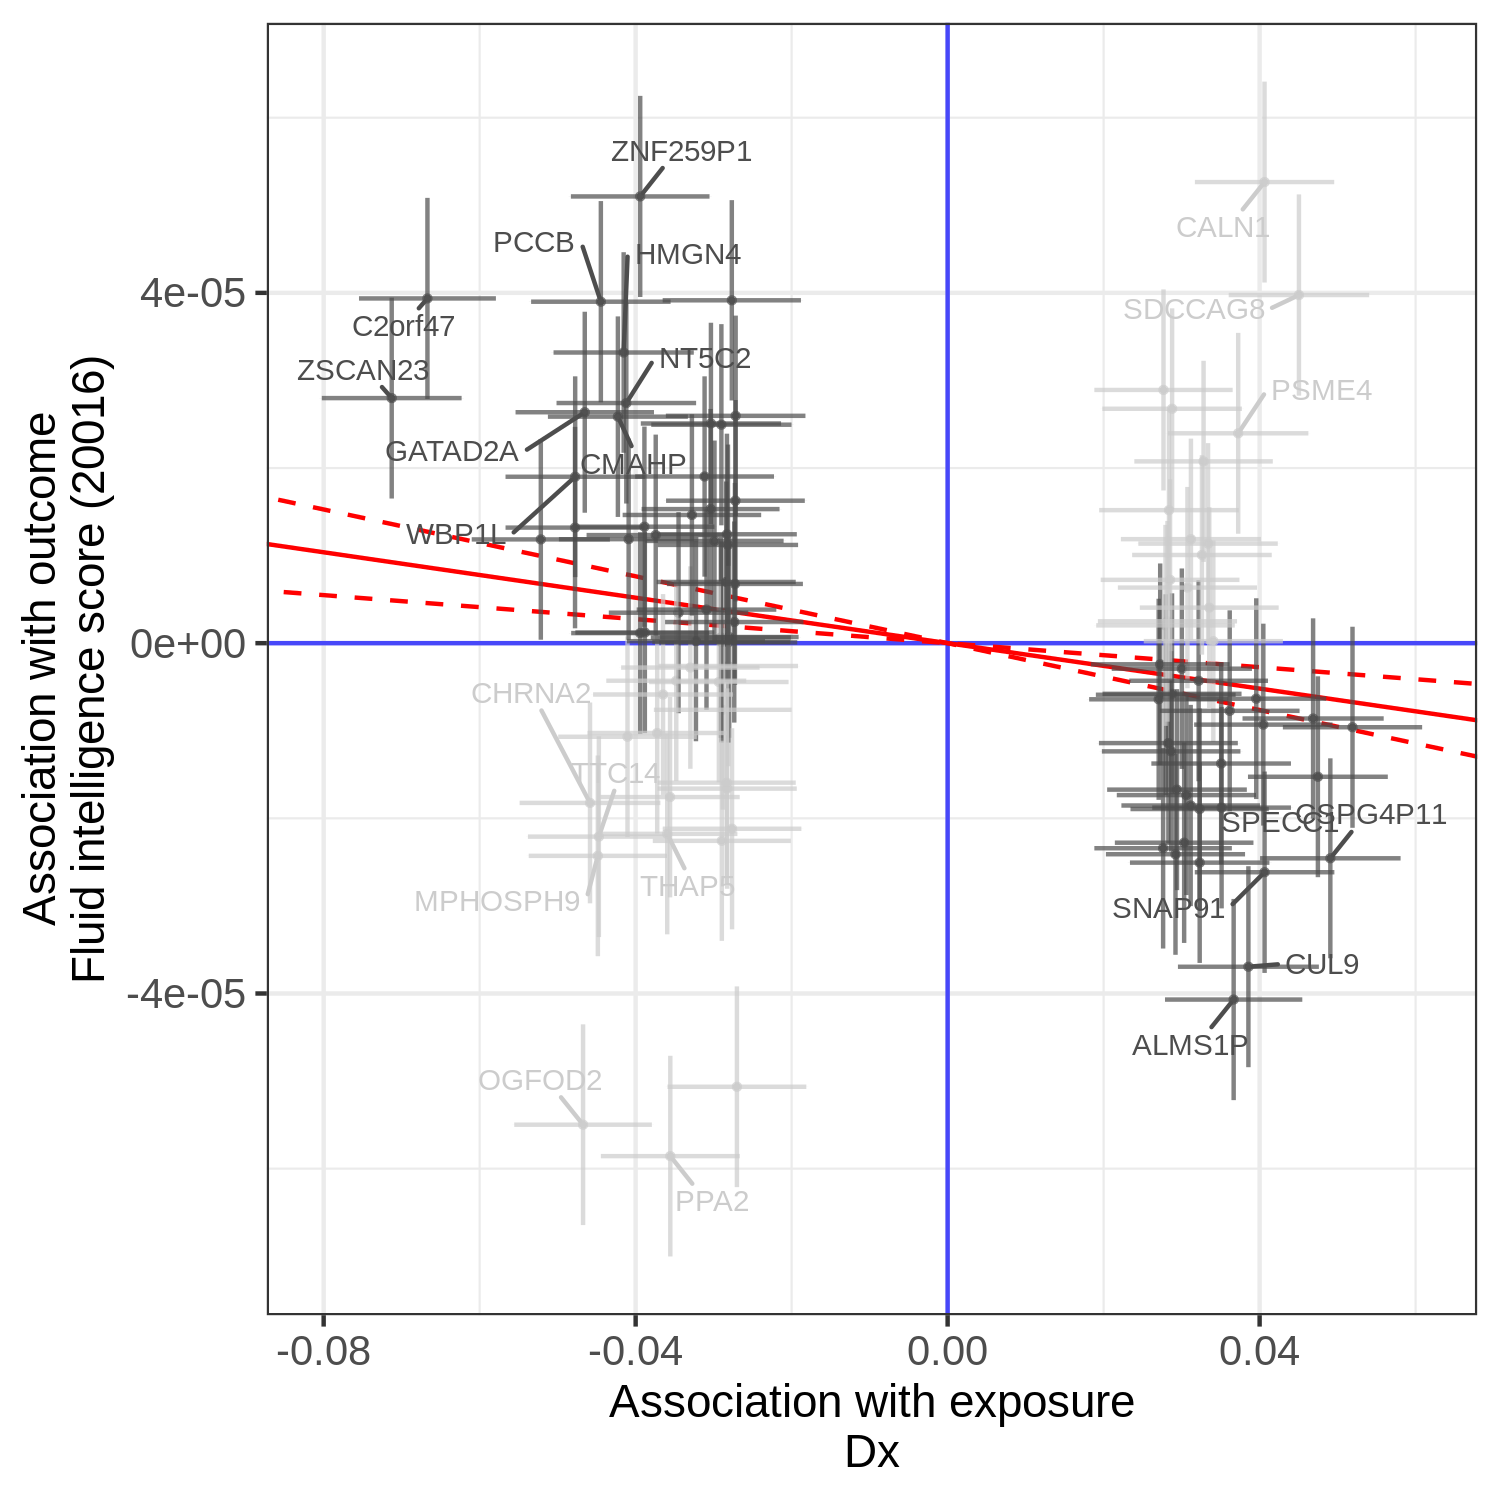 ZNF259P1
PCCB
HMGN4
CALN1
4e-05
SDCCAG8
C2orf47
NT5C2
ZSCAN23
PSME4
GATAD2A
CMAHP
WBP1L
0e+00
CHRNA2
TTC14
CSPG4P11
SPECC1
THAP5
MPHOSPH9
SNAP91
CUL9
-4e-05
ALMS1P
OGFOD2
PPA2
Association with outcome
Fluid intelligence score (20016)
-0.08
-0.04
0.00
0.04
Association with exposure
Dx